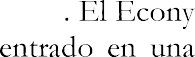 . El Econy
entrado en una